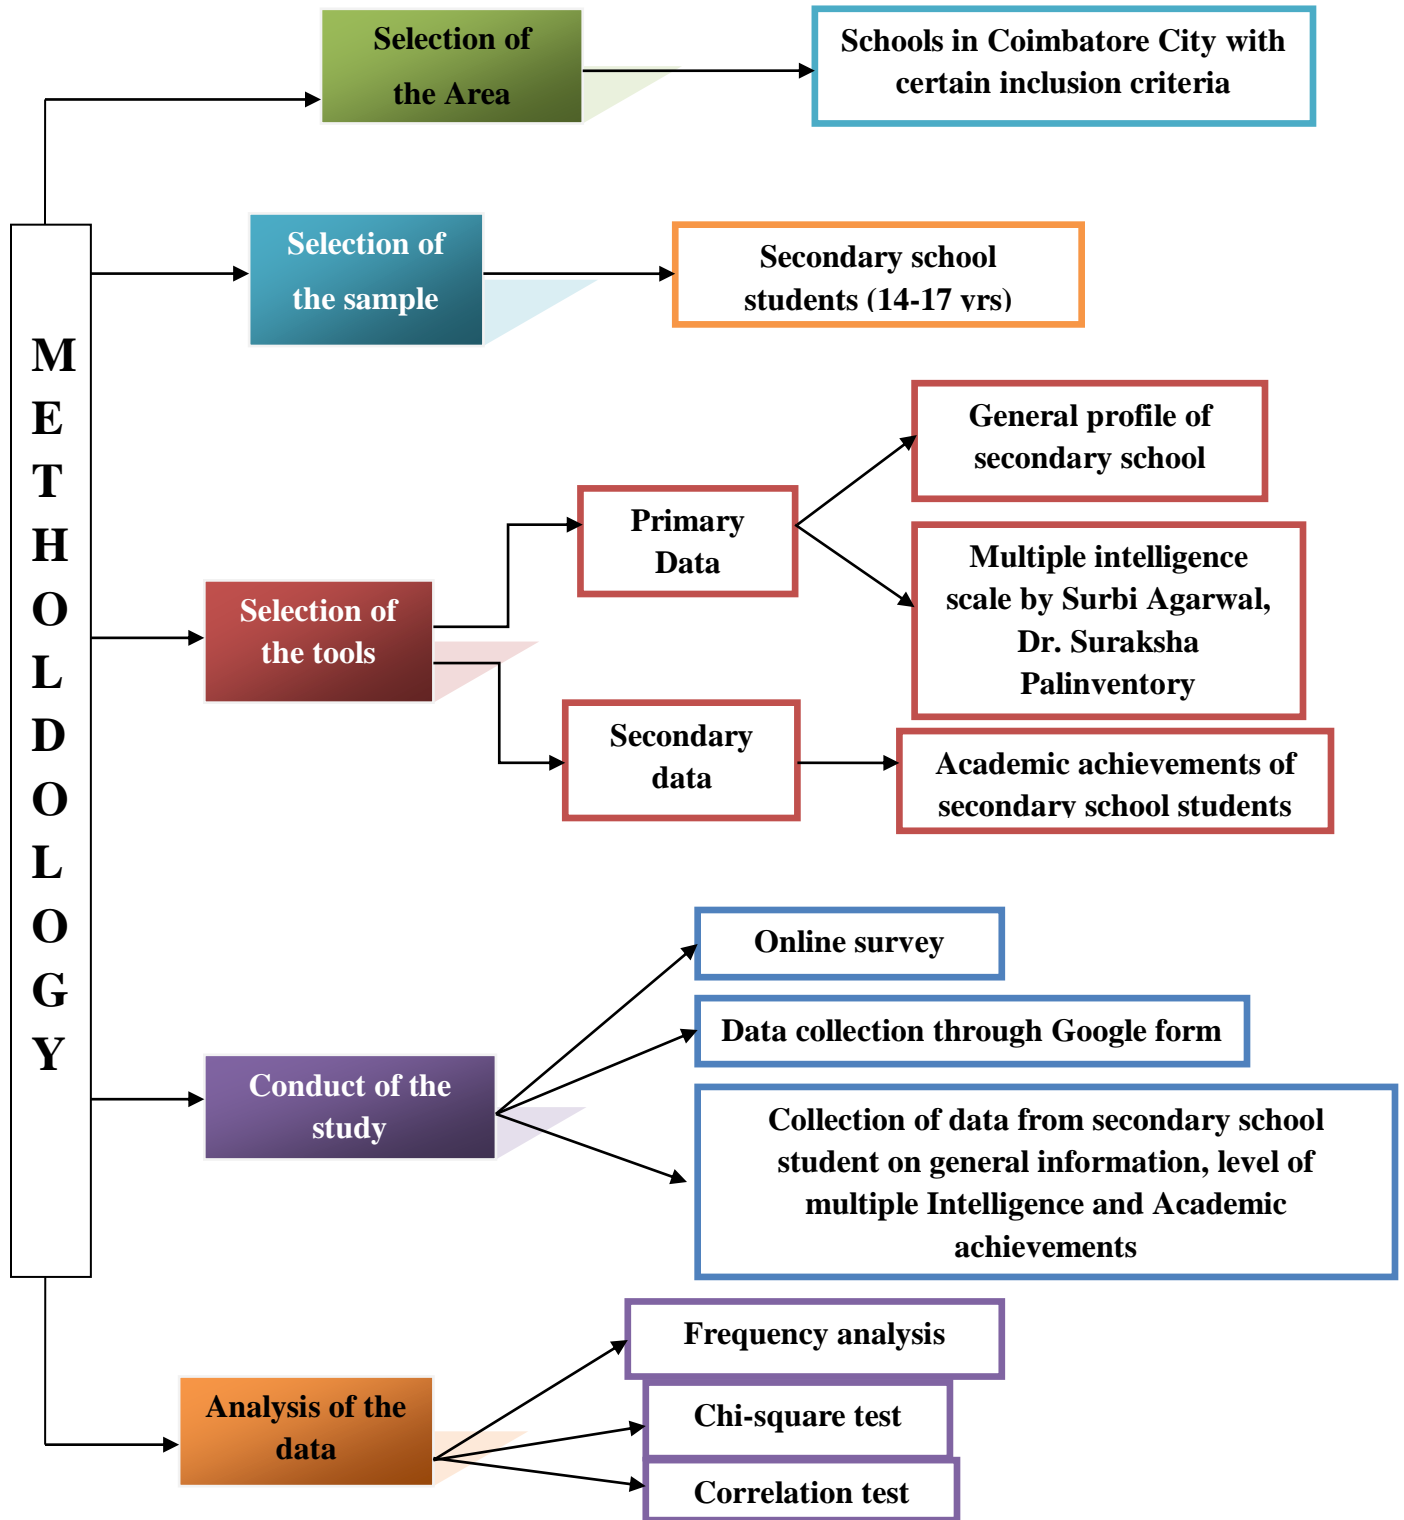 Selection of
the Area
Schools in Coimbatore City with
certain inclusion criteria
M
E
T
H
O
L
D
O
L
O
G
Y
Selection of
the sample
Secondary school
students (14-17 yrs)
Selection of
the tools
Primary
Data
General profile of
secondary school
Multiple intelligence
scale by Surbi Agarwal,
Dr. Suraksha
Palinventory
Secondary
data
Academic achievements of
secondary school students
Conduct of the
study
Online survey
Data collection through Google form
Collection of data from secondary school
student on general information, level of
multiple Intelligence and Academic
achievements
Analysis of the
data
Frequency analysis
Chi-square test
Correlation test